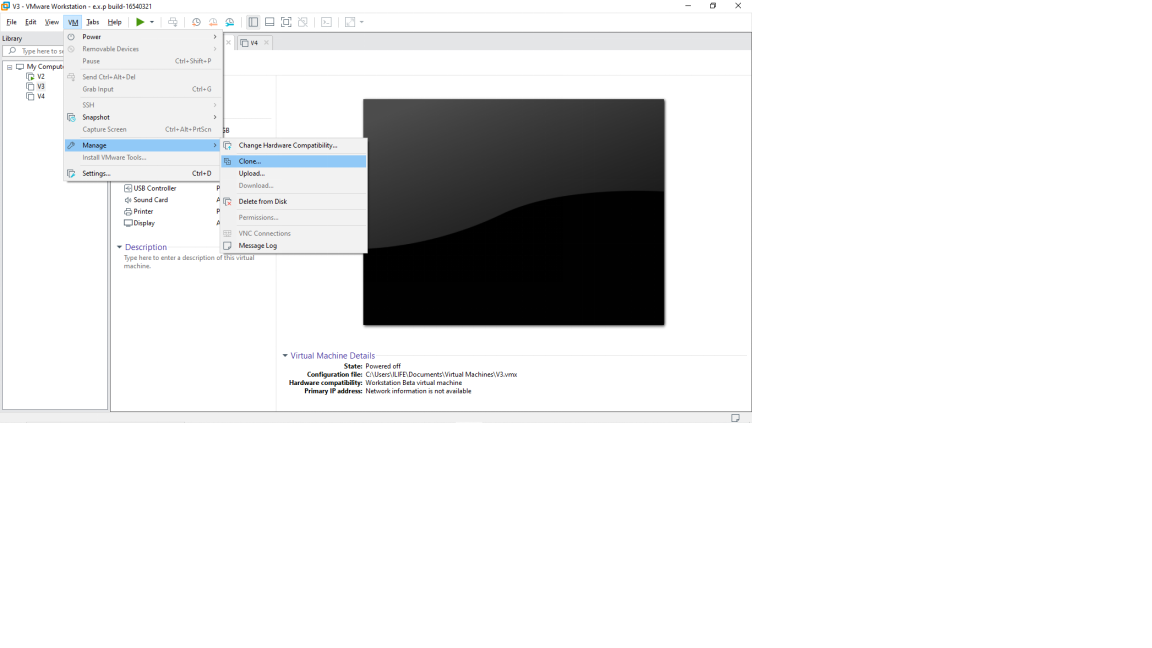 V3 - VMware Workstation - e.x.p build-16540321
File Edit View VM Tabs Help
Library
Type here to
My
V2
V3
V4
V4
Power
Removable Devices
Pause Ctrl+Shift+P
Send Ctrl+Alt+Del
Grab Input Ctrl+G
SSH
Snapshot
Capture Screen Ctrl+Alt+PrtScn
Manage
Install VMware Tools...
Settings... Ctrl+D
Change Hardware Compatibility...
Clone...
Upload...
Download...
Delete from Disk
Permissions...
VNC Connections
Message Log
USB Controller P
Sound Card A
Printer P
Display A
Description
Type here to enter a description of this virtual
machine.
Virtual Machine Details
State: Powered off
Configuration file: C:\Users\ILIFE\Documents\Virtual Machines\V3.vmx
Hardware compatibility: Workstation Beta virtual machine
Primary IP address: Network information is not available